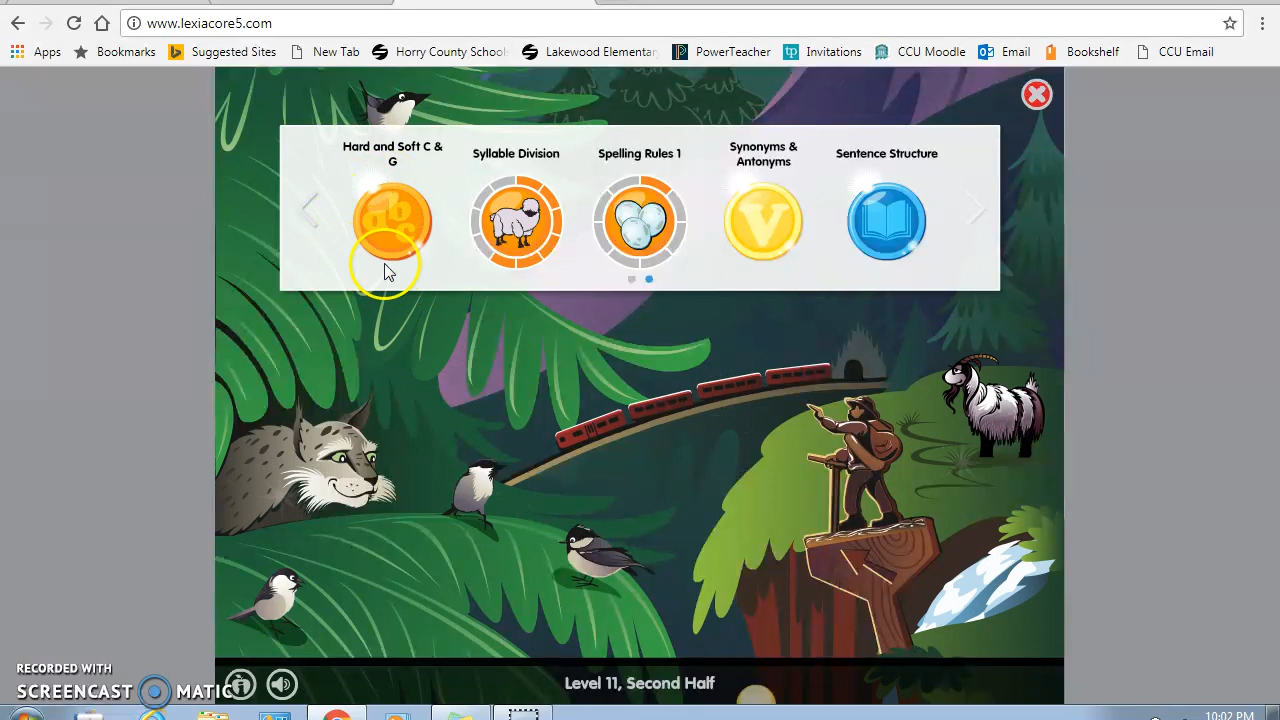 www.lexiacore5.com
Apps Bookmarks Suggested Sites New Tab Horry County School Lakewood Elementar PowerTeacher tp Invitations CCU Moodle Email Bookshelf CCU Email
Hard and Soft C & G
Syllable Division
Spelling Rules 1
Synonyms & Antonyms
Sentence Structure
abc
V
RECORDED WITH
SCREENCAST MATIC
Level 11, Second Half
10:02 PM